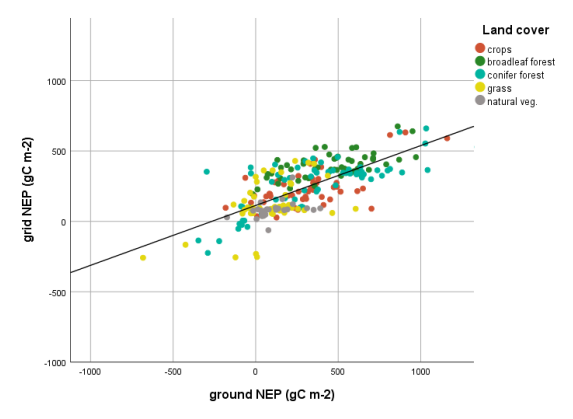 Land cover
crops
broadleaf forest
conifer forest
grass
natural veg.
grid NEP (gC m-2)
1000
500
0
-500
-1000
-1000 -500 0 500 1000
ground NEP (gC m-2)